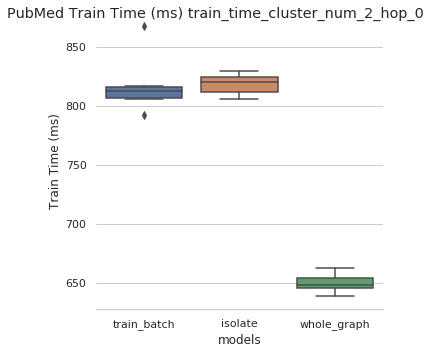 PubMed Train Time (ms) train_time_cluster_num_2_hop_0
850
800
750
700
650
Train Time (ms)
train_batch isolate whole_graph
models